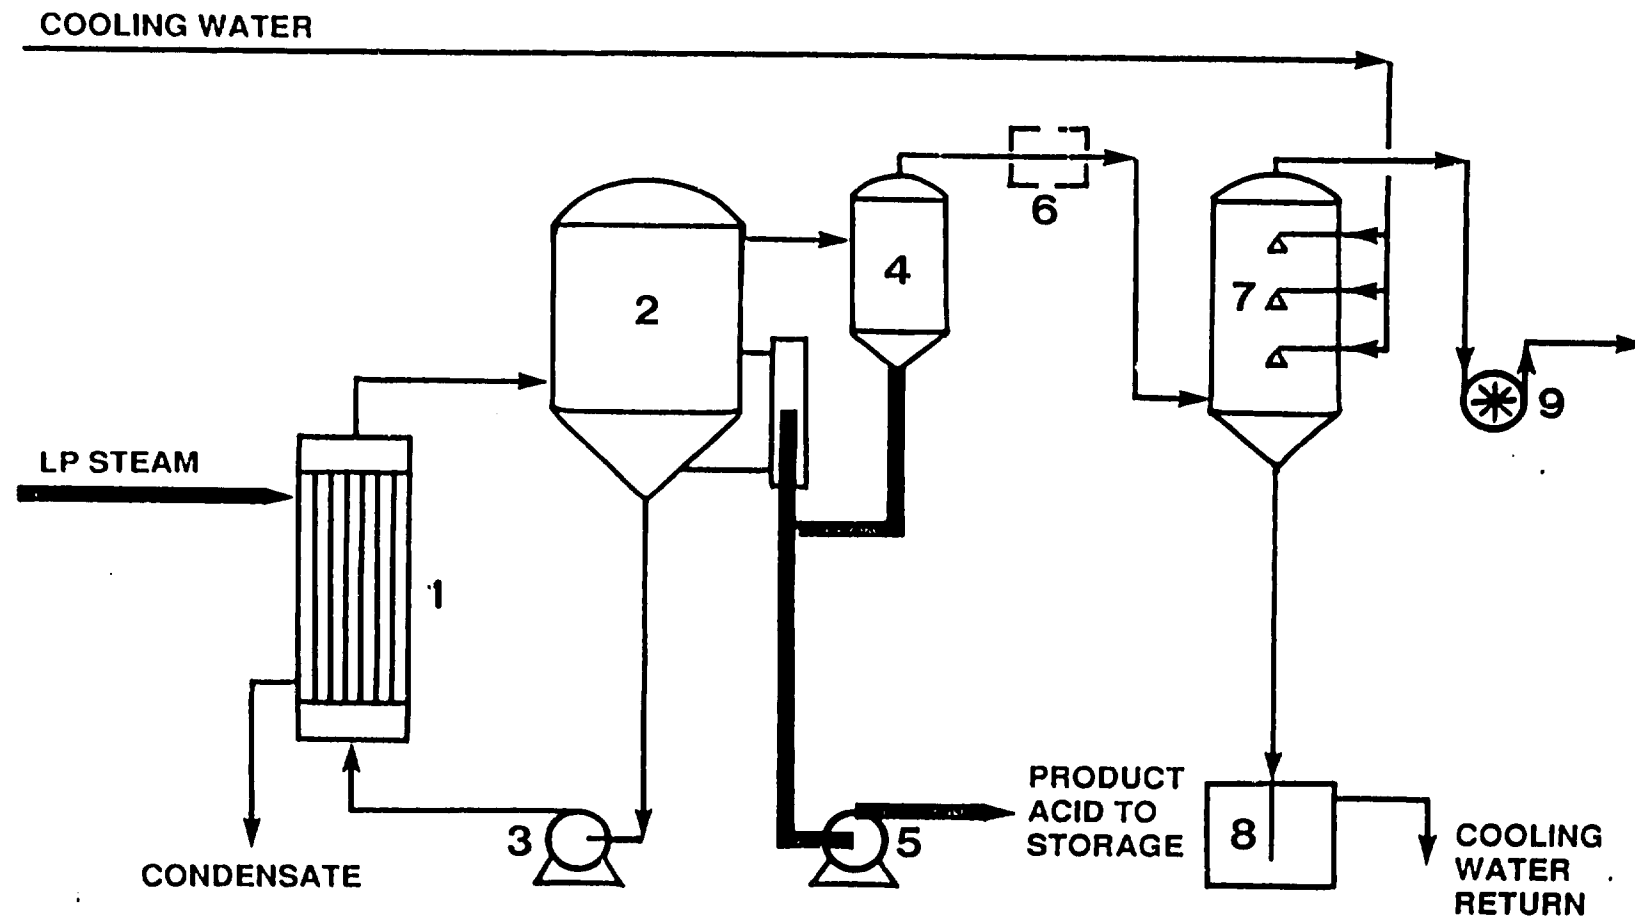 COOLING WATER
6
4
2
7
9
LP STEAM
1
PRODUCT
ACID TO
STORAGE
3
5
8
COOLING
WATER
RETURN
CONDENSATE